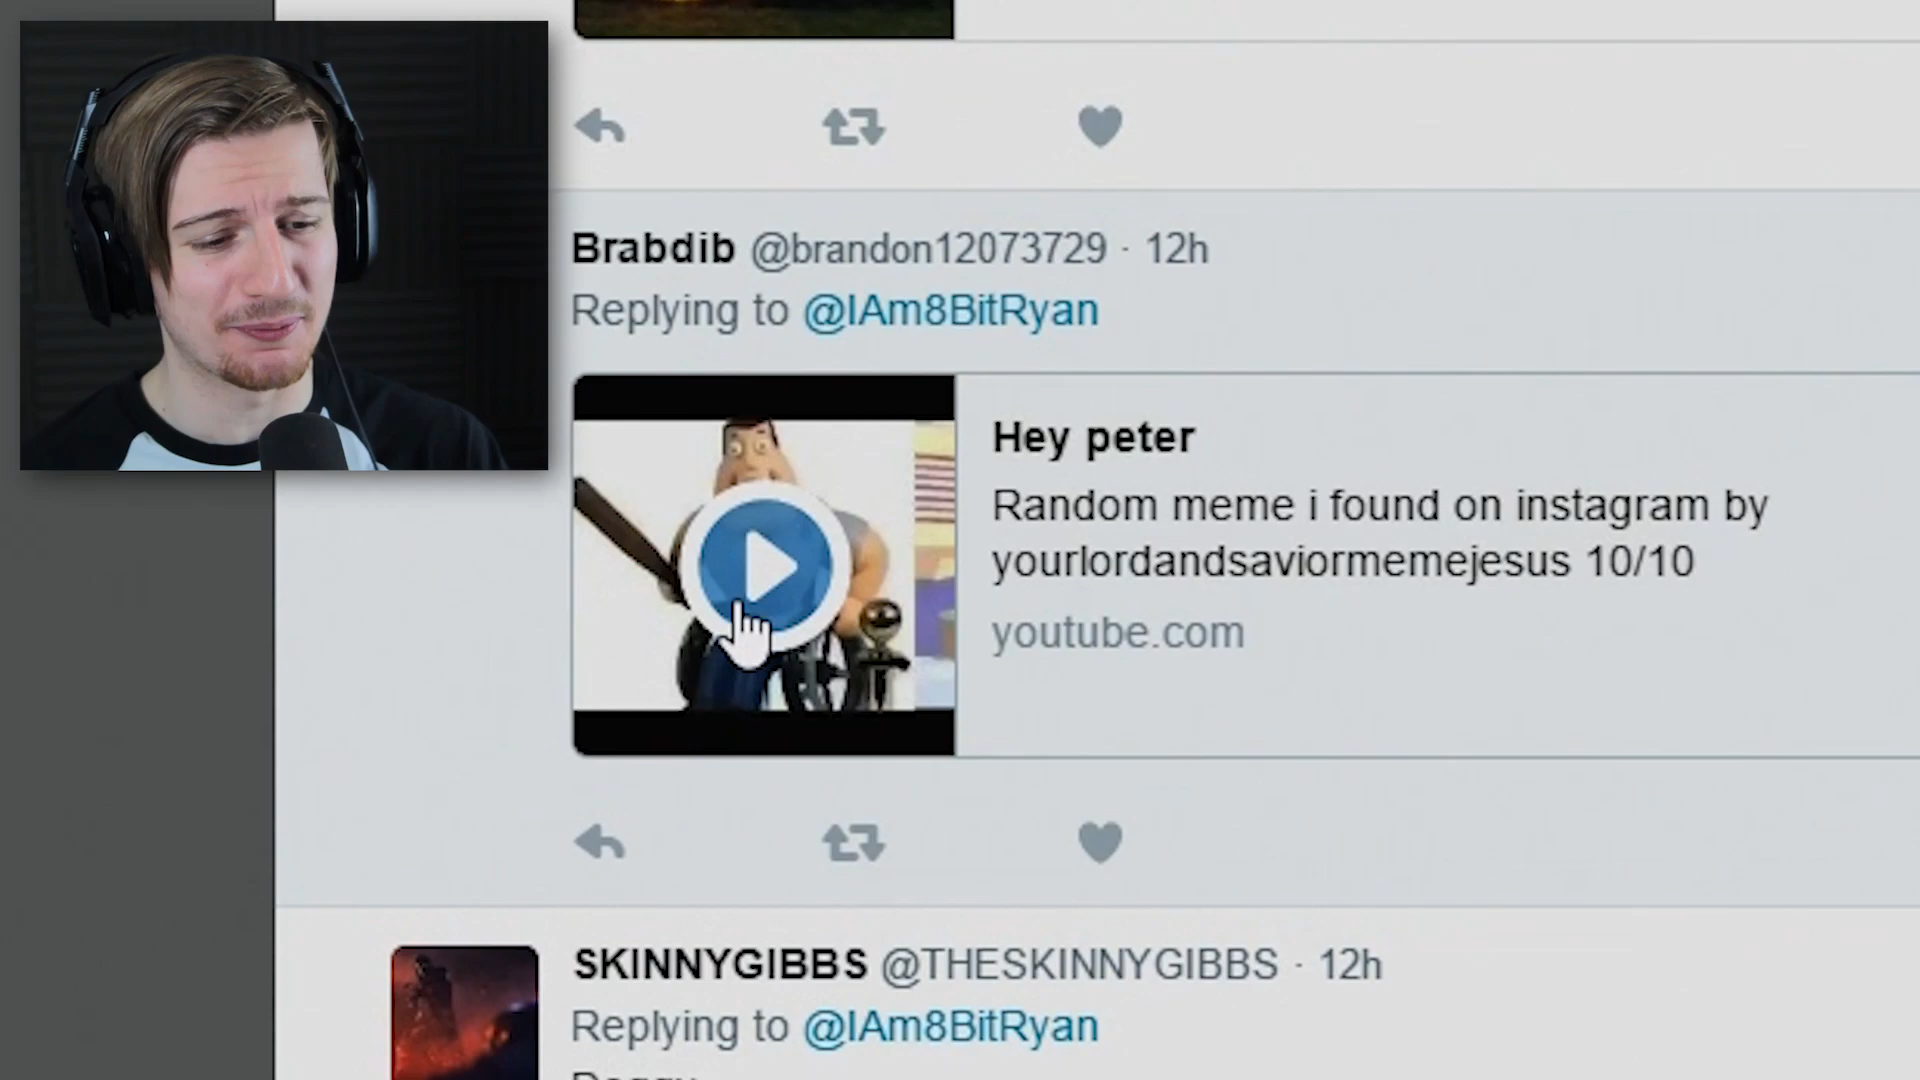 Brabdib @brandon12073729 · 12h
Replying to @IAm8BitRyan
Hey peter
Random meme i found on instagram by
yourlordandsaviormemejesus 10/10
youtube.com
SKINNYGIBBS @THESKINNYGIBBS · 12h
Replying to @IAm8BitRyan